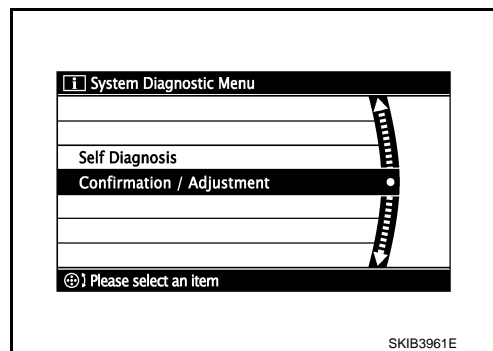 i System Diagnostic Menu
Self Diagnosis
Confirmation / Adjustment
Please select an item
SKIB3961E